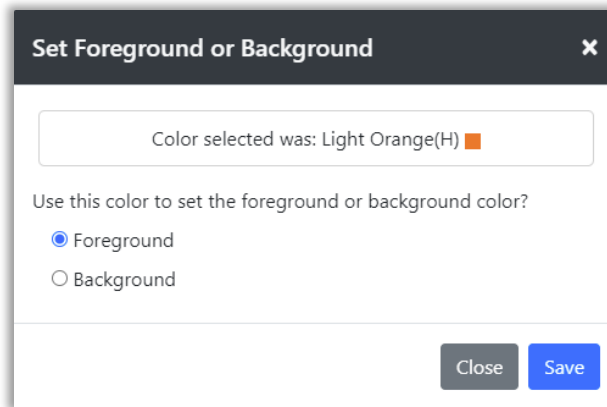 Set Foreground or Background
Color selected was: Light Orange(H)
Use this color to set the foreground or background color?
Foreground
Background
Close Save